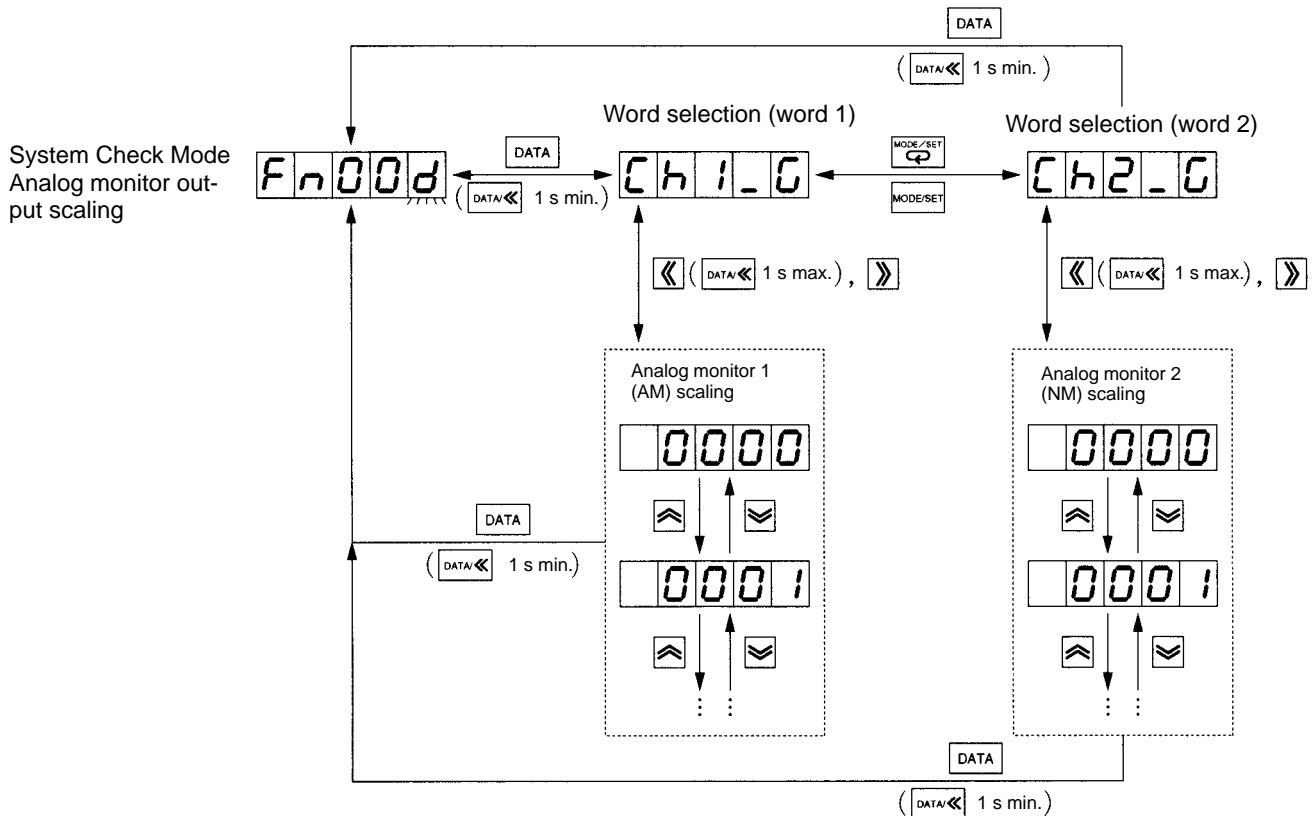 DATA
( DATA/≪ 1 s min. )
Word selection (word 1)
Word selection (word 2)
System Check Mode
Analog monitor out-
put scaling
Fn00d
DATA
( DATA/≪ 1 s min. )
Ch1_G
MODE/SET
MODE/SET
Ch2_G
≪ ( DATA/≪ 1 s max. ) , ≫
≪ ( DATA/≪ 1 s max. ) , ≫
Analog monitor 1
(AM) scaling
0000
0001
Analog monitor 2
(NM) scaling
0000
0001
DATA
( DATA/≪ 1 s min. )
DATA
( DATA/≪ 1 s min. )